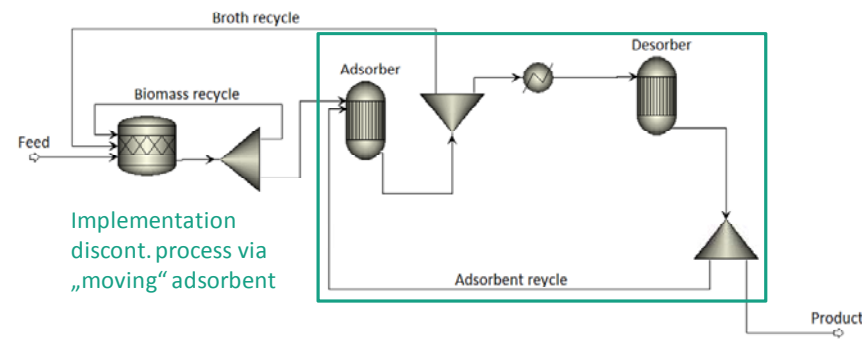 Broth recycle
Desorber
Adsorber
Biomass recycle
Feed
Implementation
discont. process via
„moving“ adsorbent
Adsorbent reycle
Product